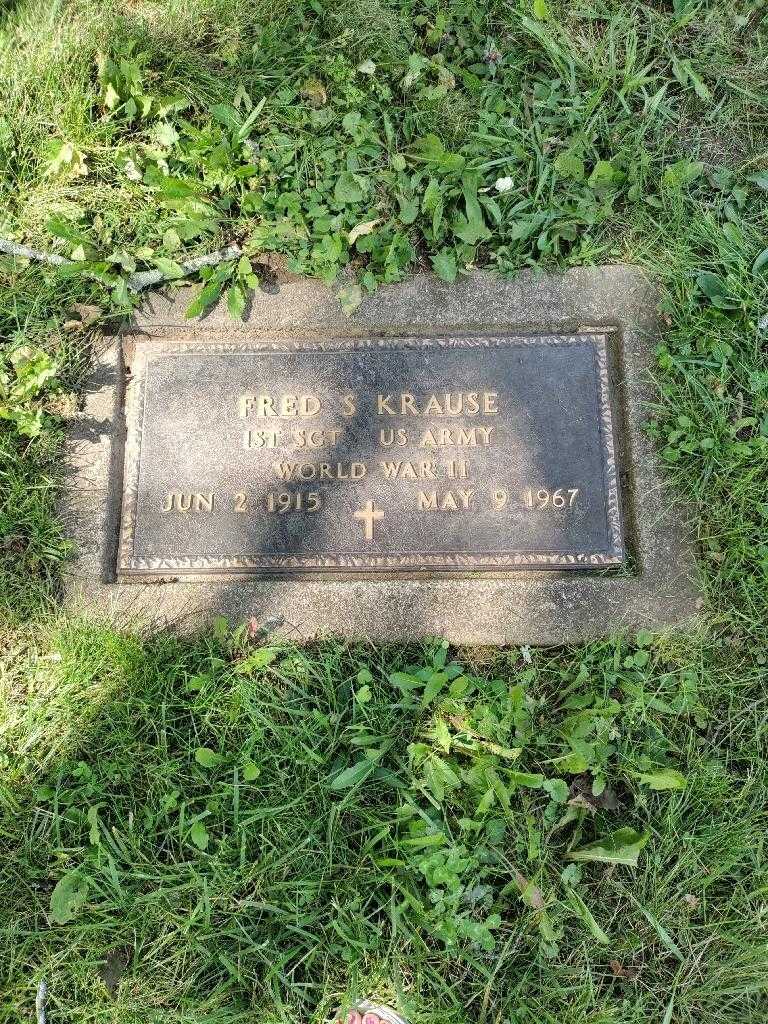 FRED S KRAUSE
1ST SGT US ARMY
WORLD WAR II
JUN 2 1915 MAY 9 1967